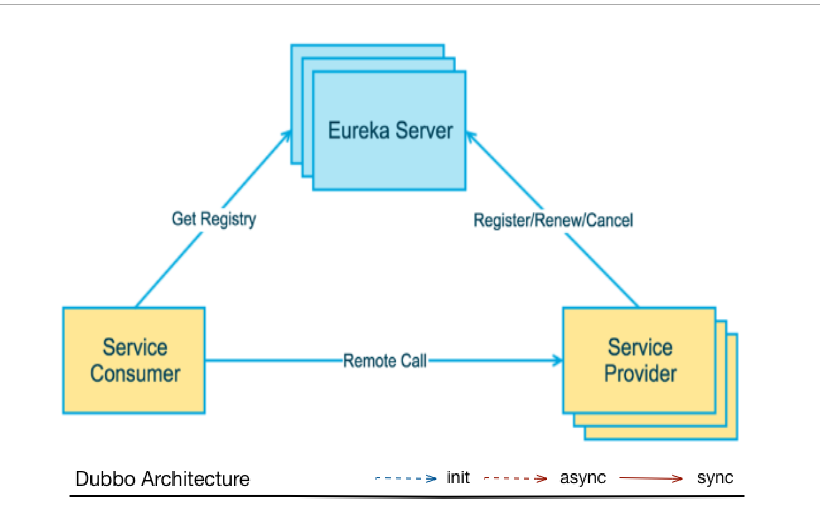 Eureka Server
Get Registry
Register/Renew/Cancel
Service
Consumer
Remote Call
Service
Provider
Dubbo Architecture
init
async
sync